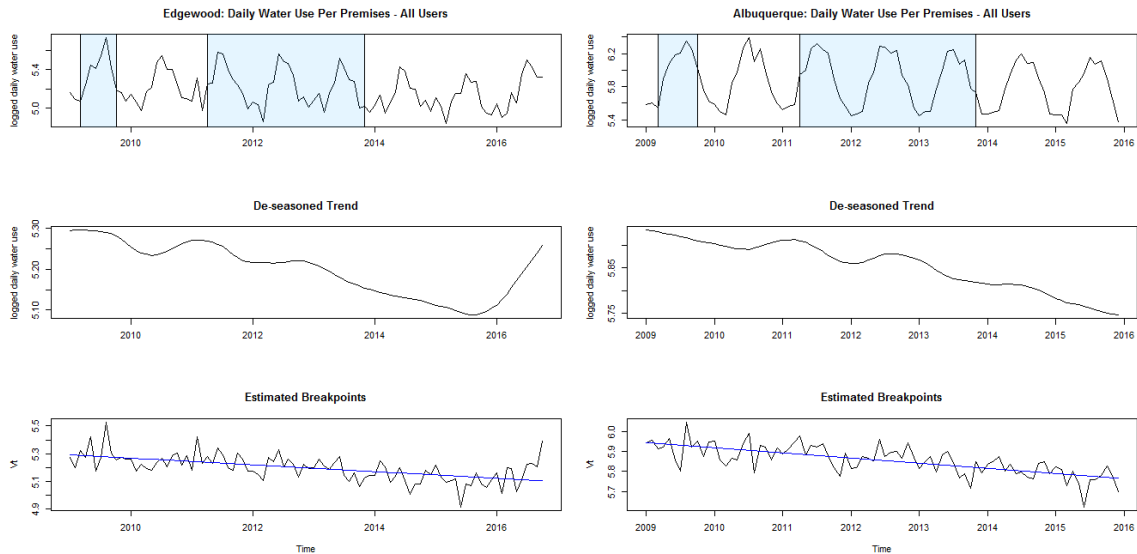 Edgewood: Daily Water Use Per Premises - All Users
logged daily water use
5.0 5.4
2010 2012 2014 2016
De-seasoned Trend
logged daily water use
5.10 5.20 5.30
2010 2012 2014 2016
Estimated Breakpoints
Vt
4.9 5.1 5.3 5.5
2010 2012 2014 2016
Time
Albuquerque: Daily Water Use Per Premises - All Users
logged daily water use
5.4 5.8 6.2
2009 2010 2011 2012 2013 2014 2015 2016
De-seasoned Trend
logged daily water use
5.75 5.85
2009 2010 2011 2012 2013 2014 2015 2016
Estimated Breakpoints
Vt
5.7 5.8 5.9 6.0
2009 2010 2011 2012 2013 2014 2015 2016
Time